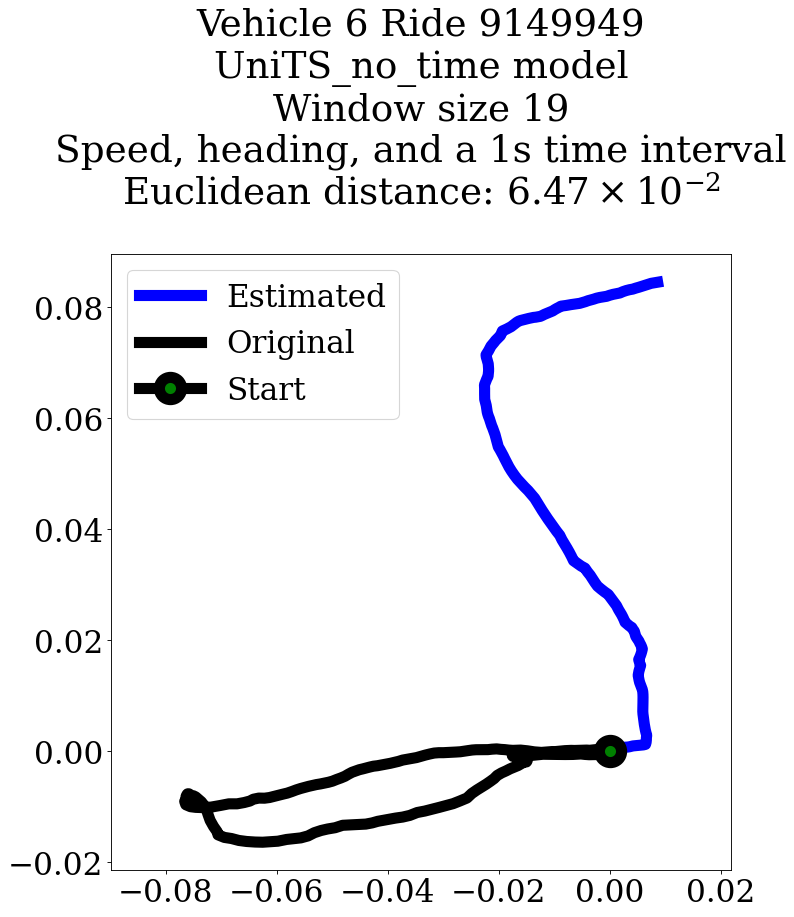 Vehicle 6 Ride 9149949
UniTS_no_time model
Window size 19
Speed, heading, and a 1s time interval
Euclidean distance: 6.47 × 10⁻²
Estimated
Original
Start
0.08
0.06
0.04
0.02
0.00
−0.02
−0.08 −0.06 −0.04 −0.02 0.00 0.02